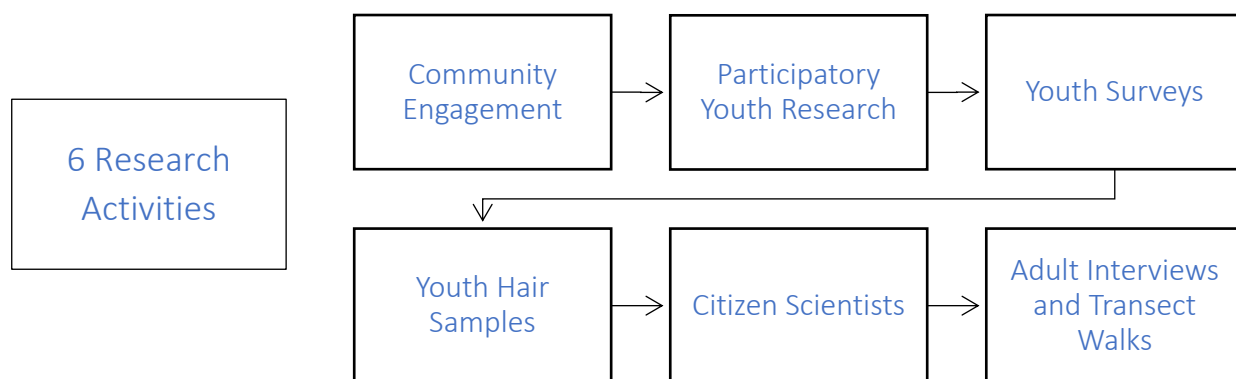 6 Research
Activities
Community
Engagement
Participatory
Youth Research
Youth Surveys
Youth Hair
Samples
Citizen Scientists
Adult Interviews
and Transect
Walks